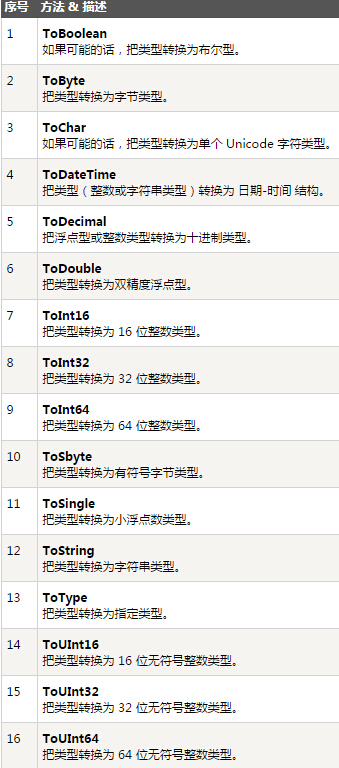 序号 方法 & 描述
1 ToBoolean
如果可能的话，把类型转换为布尔型。
2 ToByte
把类型转换为字节类型。
3 ToChar
如果可能的话，把类型转换为单个 Unicode 字符类型。
4 ToDateTime
把类型（整数或字符串类型）转换为 日期-时间 结构。
5 ToDecimal
把浮点型或整数类型转换为十进制类型。
6 ToDouble
把类型转换为双精度浮点型。
7 ToInt16
把类型转换为 16 位整数类型。
8 ToInt32
把类型转换为 32 位整数类型。
9 ToInt64
把类型转换为 64 位整数类型。
10 ToSbyte
把类型转换为有符号字节类型。
11 ToSingle
把类型转换为小浮点数类型。
12 ToString
把类型转换为字符串类型。
13 ToType
把类型转换为指定类型。
14 ToUInt16
把类型转换为 16 位无符号整数类型。
15 ToUInt32
把类型转换为 32 位无符号整数类型。
16 ToUInt64
把类型转换为 64 位无符号整数类型。